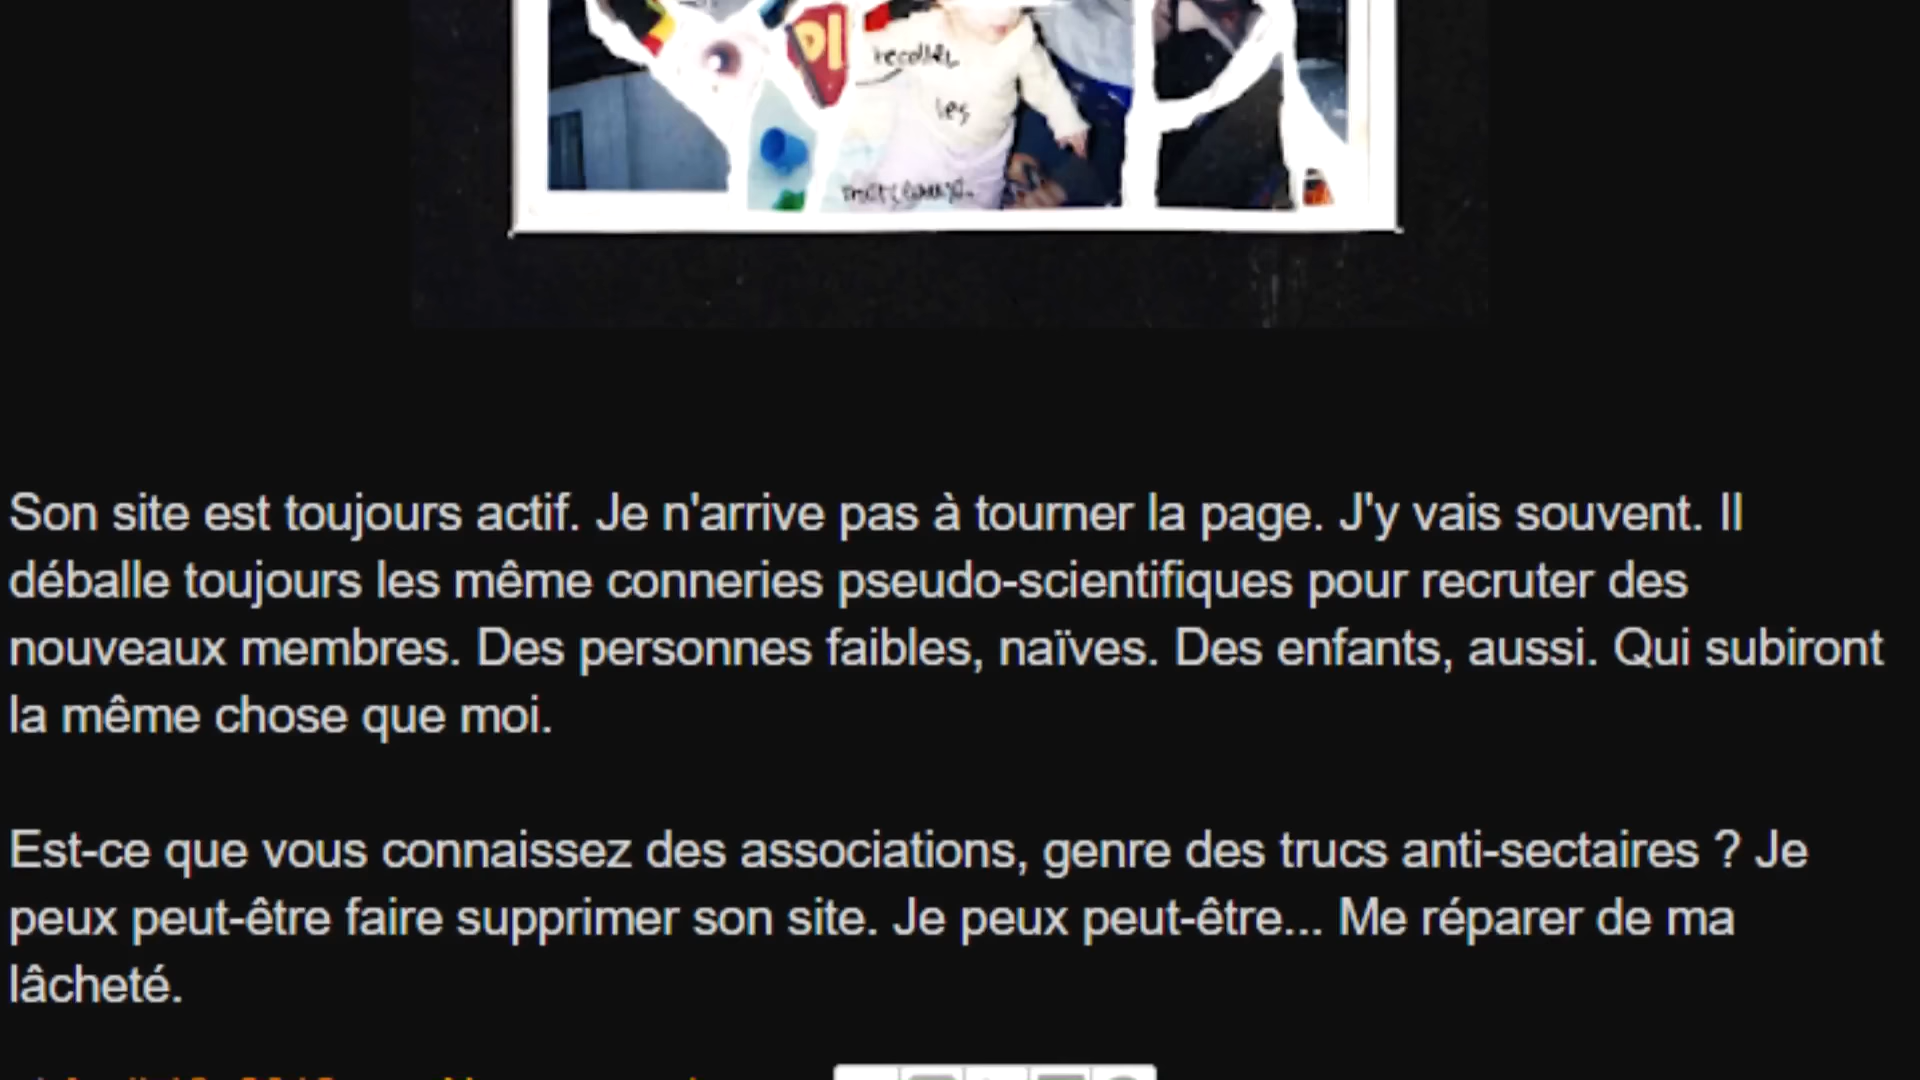 recoller
les
morceaux.
Son site est toujours actif. Je n'arrive pas à tourner la page. J'y vais souvent. Il
déballe toujours les même conneries pseudo-scientifiques pour recruter des
nouveaux membres. Des personnes faibles, naïves. Des enfants, aussi. Qui subiront
la même chose que moi.
Est-ce que vous connaissez des associations, genre des trucs anti-sectaires ? Je
peux peut-être faire supprimer son site. Je peux peut-être... Me réparer de ma
lâcheté.